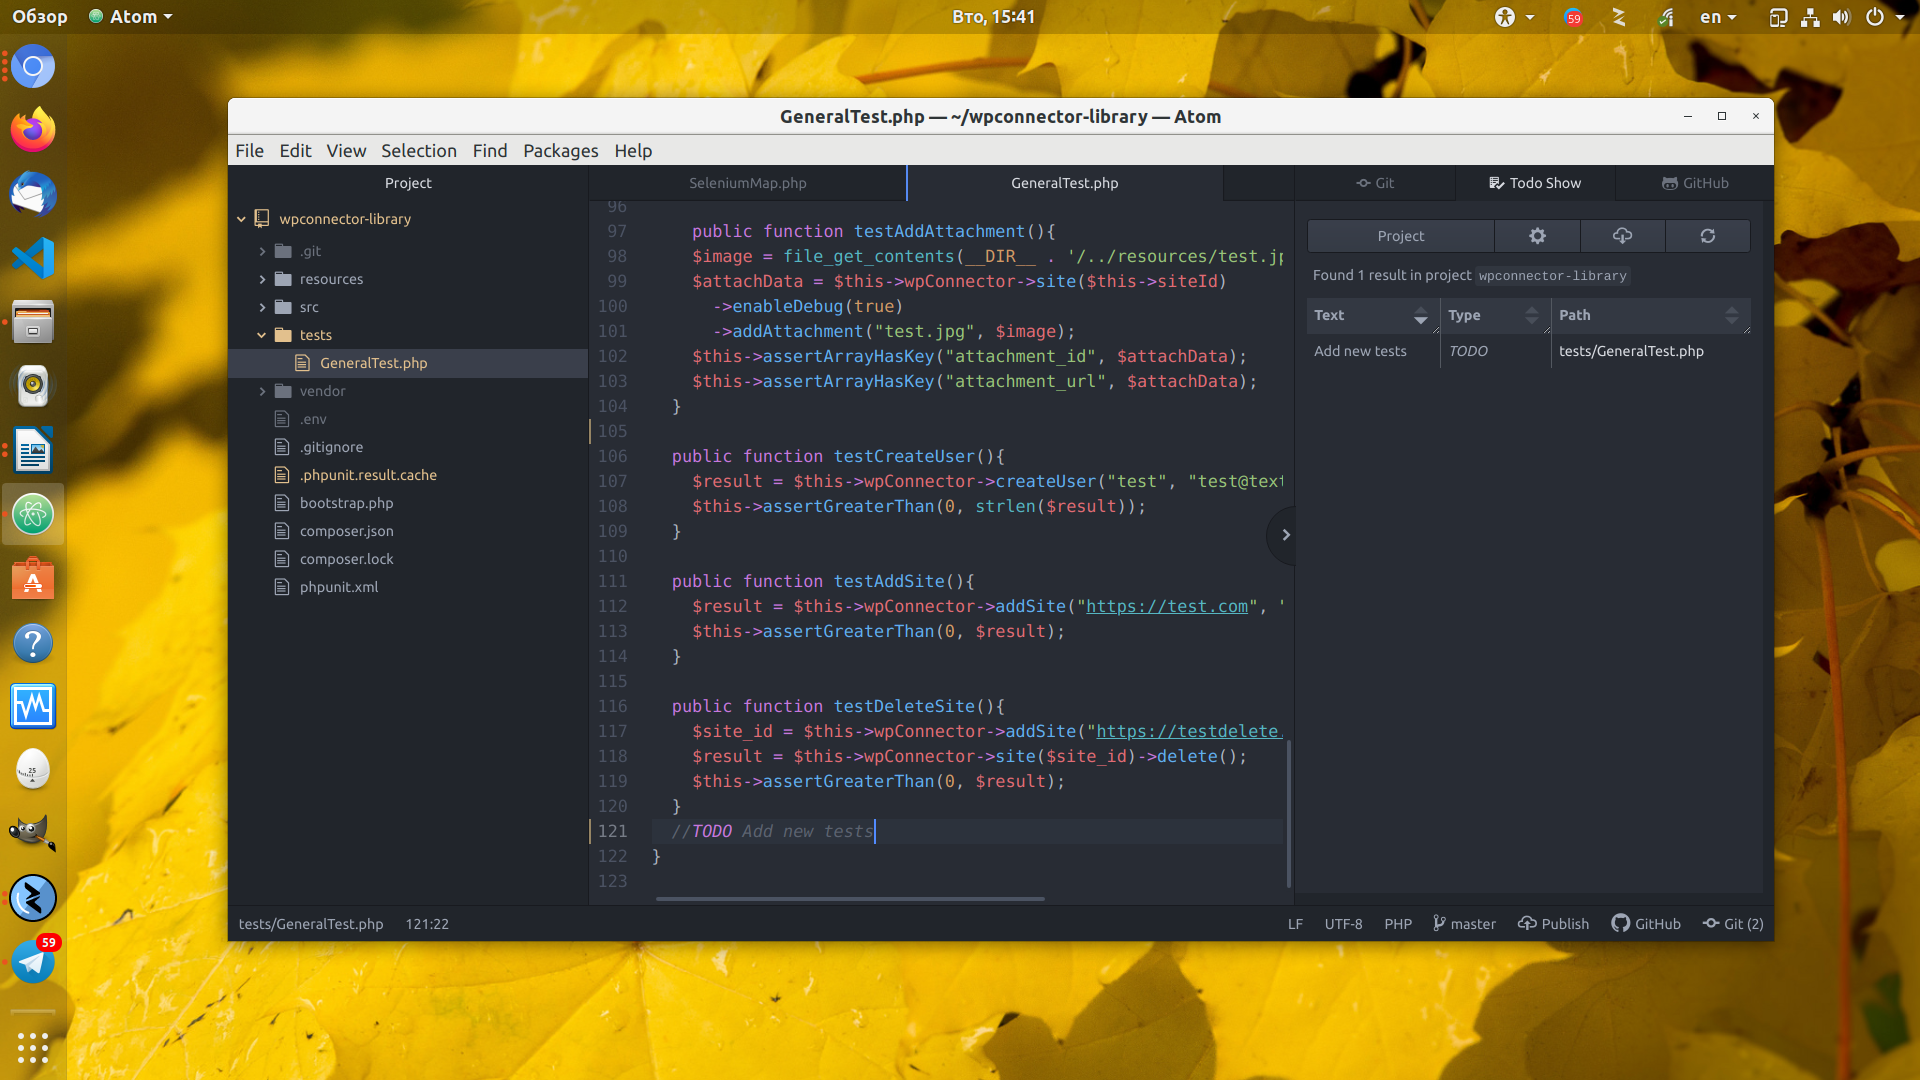 Обзор Atom Вто, 15:41 59 en
GeneralTest.php — ~/wpconnector-library — Atom
File Edit View Selection Find Packages Help
Project
wpconnector-library
.git
resources
src
tests
GeneralTest.php
vendor
.env
.gitignore
.phpunit.result.cache
bootstrap.php
composer.json
composer.lock
phpunit.xml
SeleniumMap.php GeneralTest.php
96
97 public function testAddAttachment(){
98 $image = file_get_contents(__DIR__ . '/../resources/test.jp
99 $attachData = $this->wpConnector->site($this->siteId)
100 ->enableDebug(true)
101 ->addAttachment("test.jpg", $image);
102 $this->assertArrayHasKey("attachment_id", $attachData);
103 $this->assertArrayHasKey("attachment_url", $attachData);
104 }
105
106 public function testCreateUser(){
107 $result = $this->wpConnector->createUser("test", "test@text
108 $this->assertGreaterThan(0, strlen($result));
109 }
110
111 public function testAddSite(){
112 $result = $this->wpConnector->addSite("https://test.com", "
113 $this->assertGreaterThan(0, $result);
114 }
115
116 public function testDeleteSite(){
117 $site_id = $this->wpConnector->addSite("https://testdelete.
118 $result = $this->wpConnector->site($site_id)->delete();
119 $this->assertGreaterThan(0, $result);
120 }
121 //TODO Add new tests
122 }
123
Git Todo Show GitHub
Project
Found 1 result in project wpconnector-library
Text Type Path
Add new tests TODO tests/GeneralTest.php
tests/GeneralTest.php 121:22 LF UTF-8 PHP master Publish GitHub Git (2)
25
59